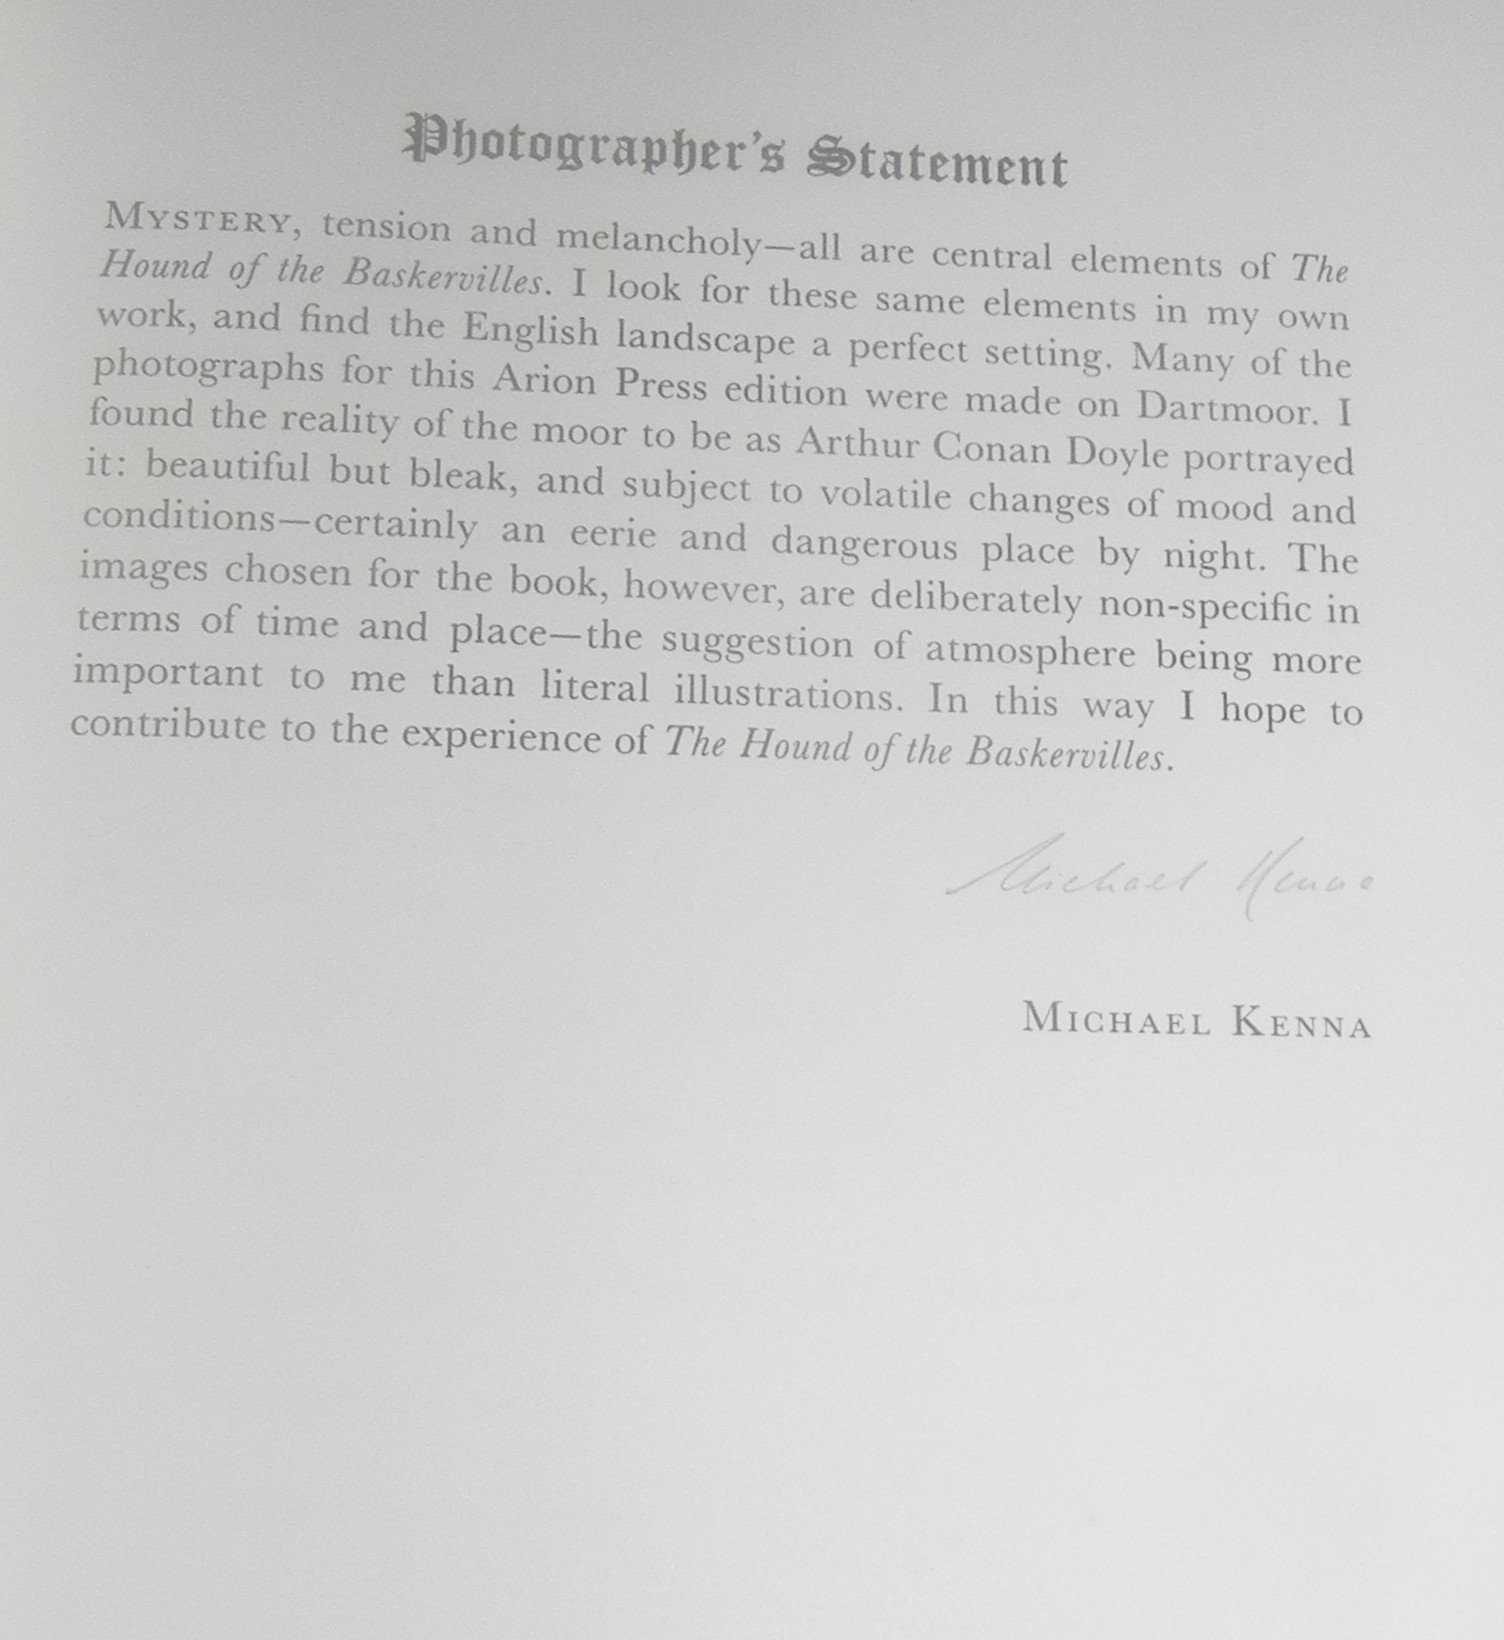 Photographer's Statement
MYSTERY, tension and melancholy—all are central elements of The
Hound of the Baskervilles. I look for these same elements in my own
work, and find the English landscape a perfect setting. Many of the
photographs for this Arion Press edition were made on Dartmoor. I
found the reality of the moor to be as Arthur Conan Doyle portrayed
it: beautiful but bleak, and subject to volatile changes of mood and
conditions—certainly an eerie and dangerous place by night. The
images chosen for the book, however, are deliberately non-specific in
terms of time and place—the suggestion of atmosphere being more
important to me than literal illustrations. In this way I hope to
contribute to the experience of The Hound of the Baskervilles.
Michael Kenna
MICHAEL KENNA